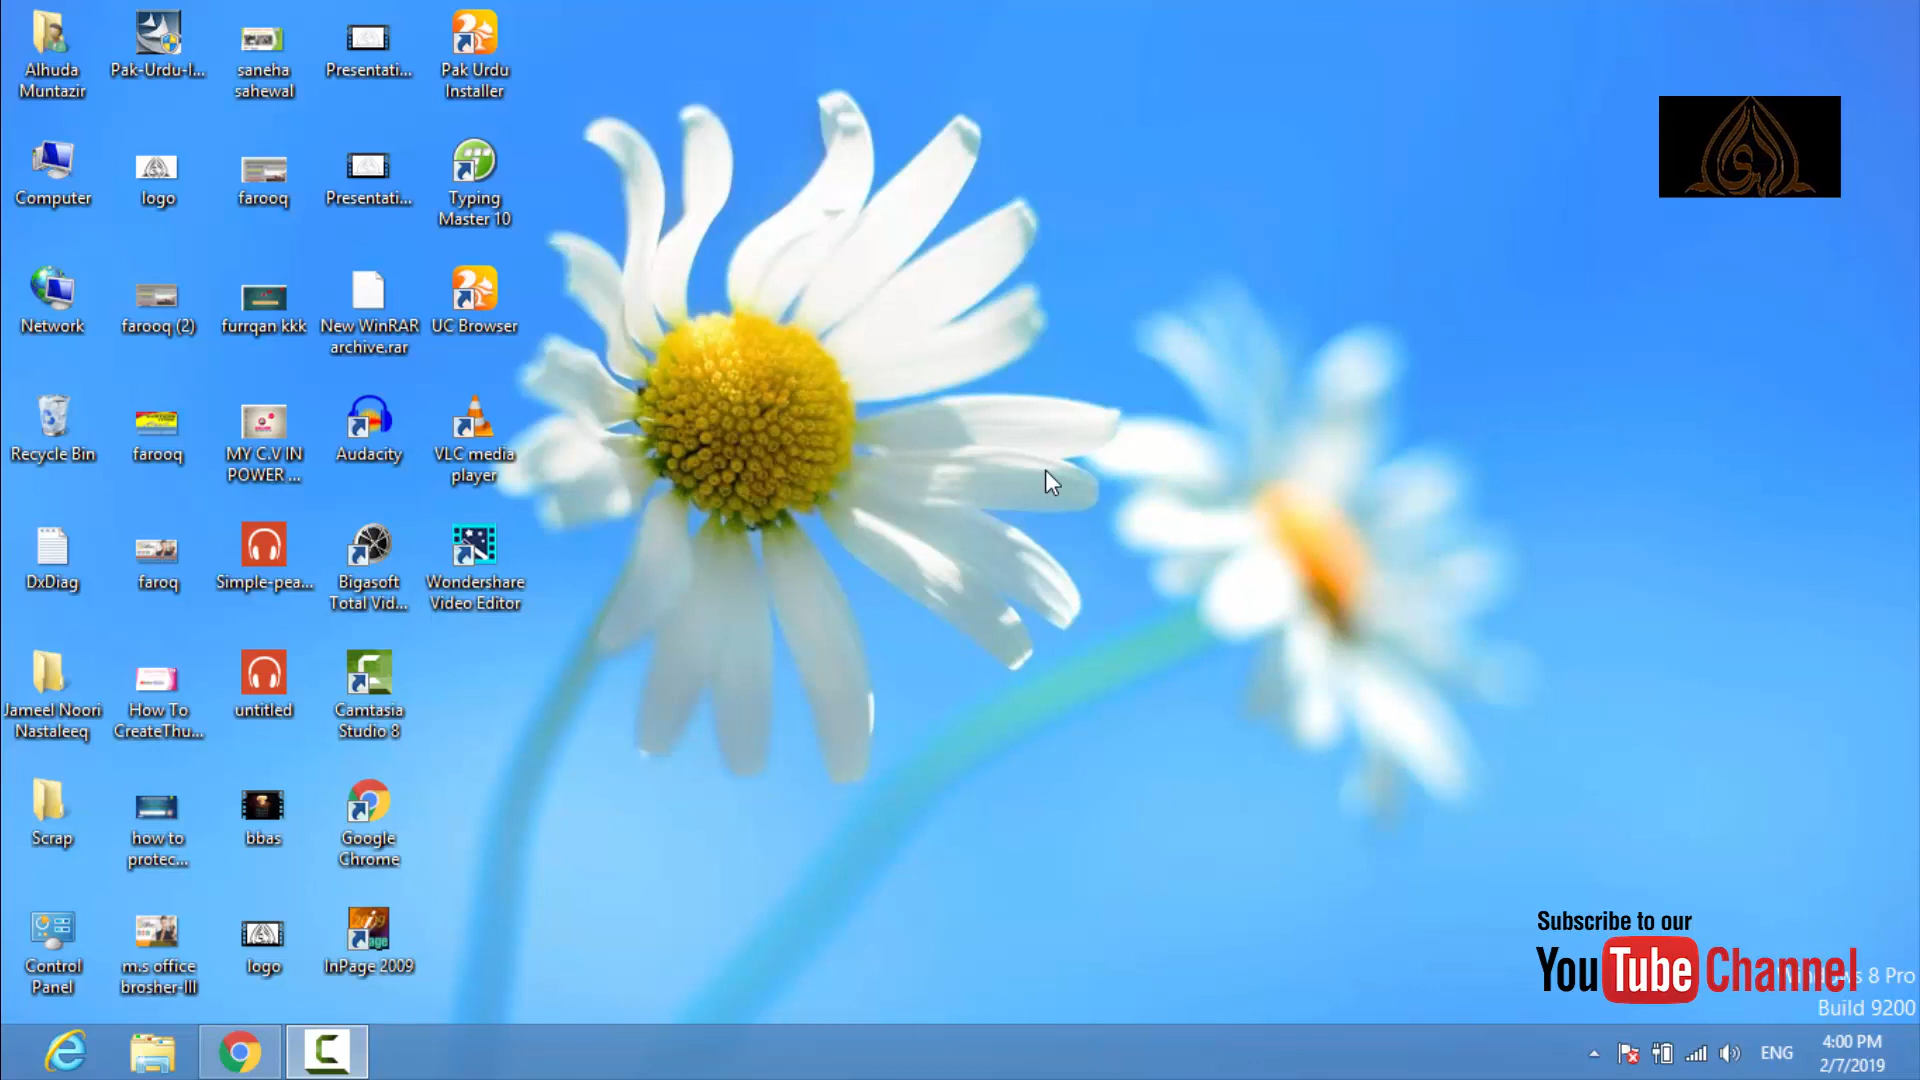 Alhuda
Muntazir
Pak-Urdu-I...
saneha
sahewal
Presentati...
Pak Urdu
Installer
Computer
logo
farooq
Presentati...
Typing
Master 10
Network
farooq (2)
furrqan kkk
New WinRAR
archive.rar
UC Browser
Recycle Bin
farooq
MY C.V IN
POWER ...
Audacity
VLC media
player
DxDiag
faroq
Simple-pea...
Bigasoft
Total Vid...
Wondershare
Video Editor
Jameel Noori
Nastaleeq
How To
CreateThu...
untitled
Camtasia
Studio 8
Scrap
how to
protec...
bbas
Google
Chrome
Control
Panel
m.s office
brosher-III
logo
InPage 2009
Subscribe to our
YouTube Channel
Windows 8 Pro
Build 9200
ENG
4:00 PM
2/7/2019